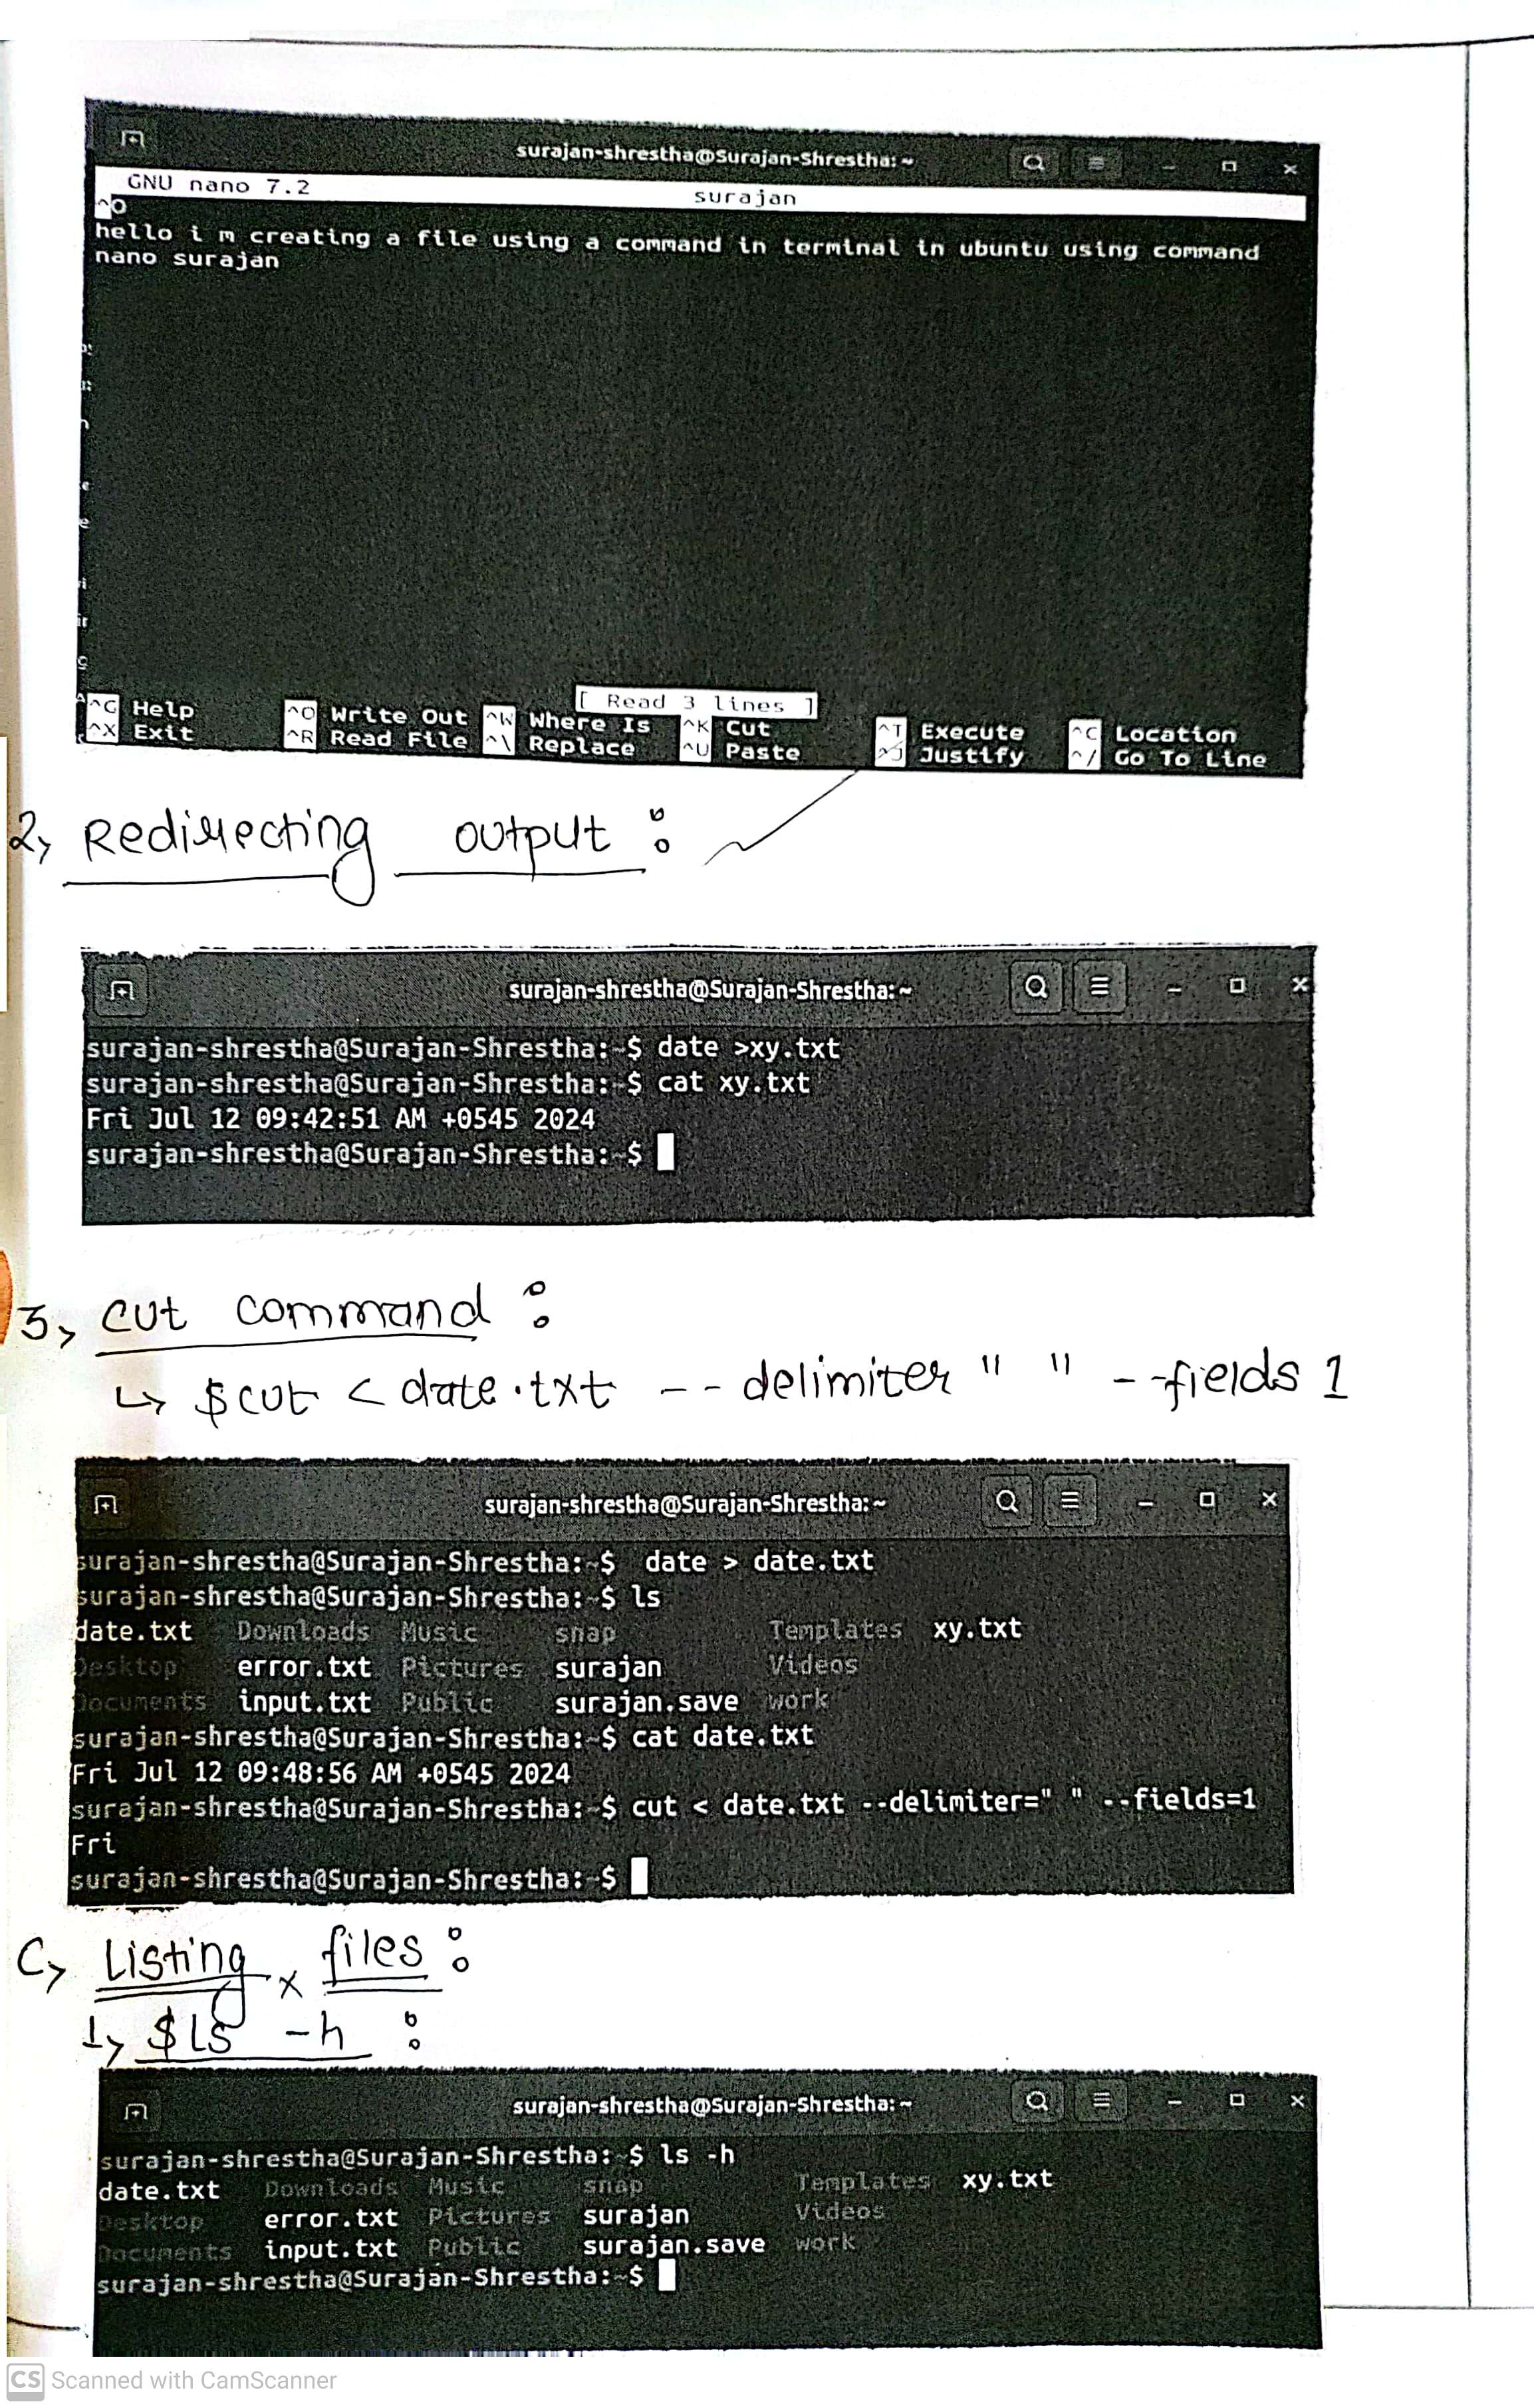 surajan-shrestha@Surajan-Shrestha: ~
GNU nano 7.2 surajan
^O
hello i m creating a file using a command in terminal in ubuntu using command
nano surajan
[ Read 3 lines ]
^G Help ^O Write Out ^W Where Is ^K Cut ^T Execute ^C Location
^X Exit ^R Read File ^\ Replace ^U Paste ^J Justify ^/ Go To Line
2, Redirecting output :
surajan-shrestha@Surajan-Shrestha: ~
surajan-shrestha@Surajan-Shrestha:~$ date >xy.txt
surajan-shrestha@Surajan-Shrestha:~$ cat xy.txt
Fri Jul 12 09:42:51 AM +0545 2024
surajan-shrestha@Surajan-Shrestha:~$
3, cut command :
↳ $cut < date.txt --delimiter " " --fields 1
surajan-shrestha@Surajan-Shrestha: ~
surajan-shrestha@Surajan-Shrestha:~$ date > date.txt
surajan-shrestha@Surajan-Shrestha:~$ ls
date.txt Downloads Music snap Templates xy.txt
Desktop error.txt Pictures surajan Videos
Documents input.txt Public surajan.save work
surajan-shrestha@Surajan-Shrestha:~$ cat date.txt
Fri Jul 12 09:48:56 AM +0545 2024
surajan-shrestha@Surajan-Shrestha:~$ cut < date.txt --delimiter=" " --fields=1
Fri
surajan-shrestha@Surajan-Shrestha:~$
C, Listing files :
1, $ls -h :
surajan-shrestha@Surajan-Shrestha: ~
surajan-shrestha@Surajan-Shrestha:~$ ls -h
date.txt Downloads Music snap Templates xy.txt
Desktop error.txt Pictures surajan Videos
Documents input.txt Public surajan.save work
surajan-shrestha@Surajan-Shrestha:~$
CS Scanned with CamScanner